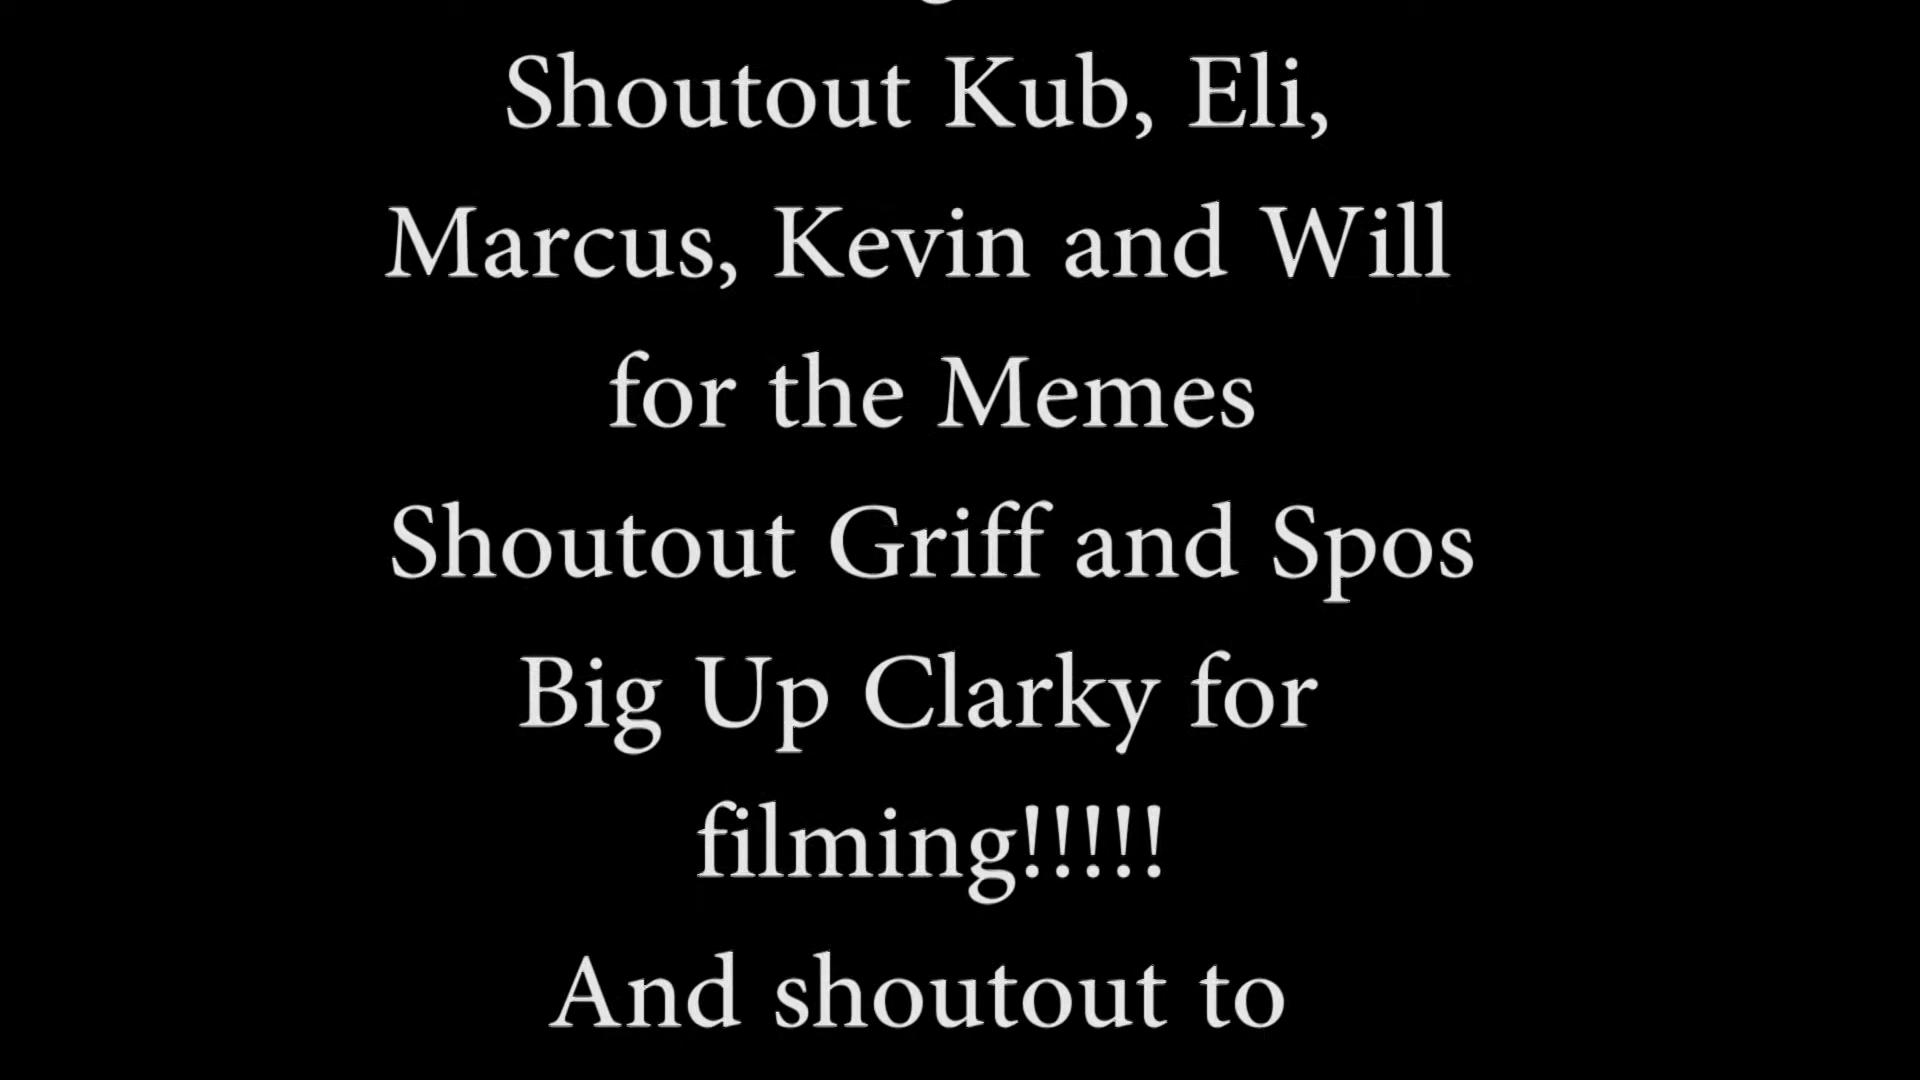 Shoutout Kub, Eli,
Marcus, Kevin and Will
for the Memes
Shoutout Griff and Spos
Big Up Clarky for
filming!!!!!
And shoutout to